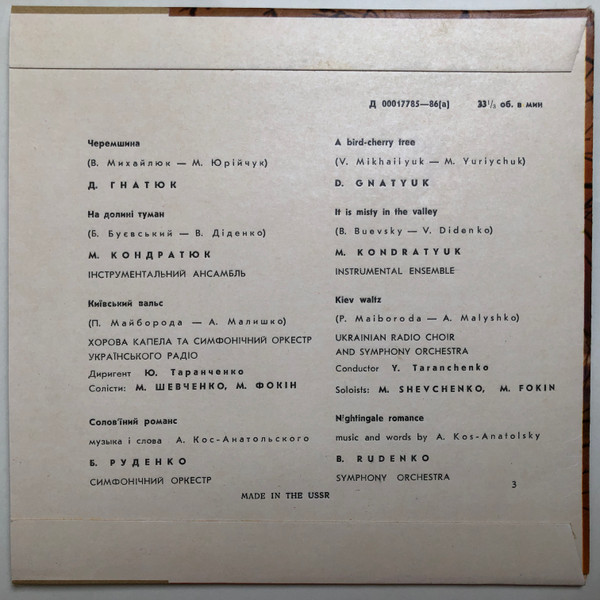 Д 00017785—86(а) 33⅓ об. в мин
Черемшина
(В. Михайлюк — М. Юрійчук)
Д. ГНАТЮК
На долині туман
(Б. Буєвський — В. Діденко)
М. КОНДРАТЮК
ІНСТРУМЕНТАЛЬНИЙ АНСАМБЛЬ
Київський вальс
(П. Майборода — А. Малишко)
ХОРОВА КАПЕЛА ТА СИМФОНІЧНИЙ ОРКЕСТР
УКРАЇНСЬКОГО РАДІО
Диригент Ю. Таранченко
Солісти: М. ШЕВЧЕНКО, М. ФОКІН
Солов'їний романс
музыка і слова А. Кос-Анатольского
Б. РУДЕНКО
СИМФОНІЧНИЙ ОРКЕСТР
A bird-cherry tree
(V. Mikhailyuk — M. Yuriychuk)
D. GNATYUK
It is misty in the valley
(B. Buevsky — V. Didenko)
M. KONDRATYUK
INSTRUMENTAL ENSEMBLE
Kiev waltz
(P. Maiboroda — A. Malyshko)
UKRAINIAN RADIO CHOIR
AND SYMPHONY ORCHESTRA
Conductor Y. Taranchenko
Soloists: M. SHEVCHENKO, M. FOKIN
Nightingale romance
music and words by A. Kos-Anatolsky
B. RUDENKO
SYMPHONY ORCHESTRA
3
MADE IN THE USSR